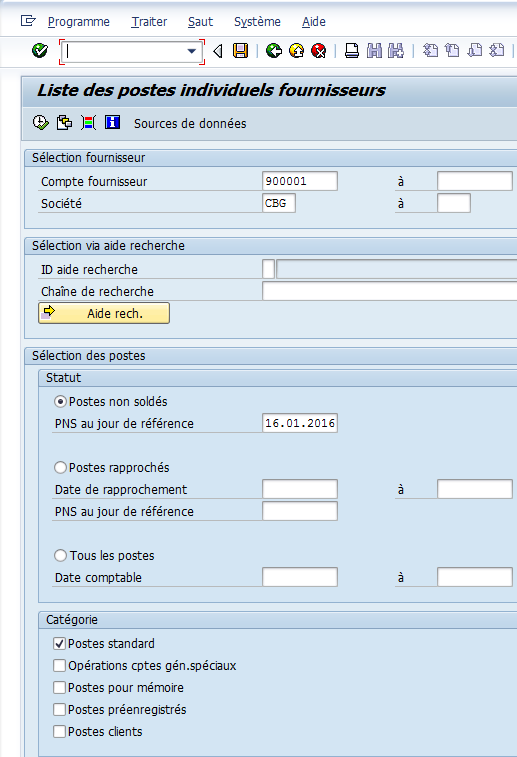 Programme Traiter Saut Système Aide
Liste des postes individuels fournisseurs
Sources de données
Sélection fournisseur
Compte fournisseur 900001 à
Société CBG à
Sélection via aide recherche
ID aide recherche
Chaîne de recherche
Aide rech.
Sélection des postes
Statut
Postes non soldés
PNS au jour de référence 16.01.2016
Postes rapprochés
Date de rapprochement à
PNS au jour de référence
Tous les postes
Date comptable à
Catégorie
Postes standard
Opérations cptes gén.spéciaux
Postes pour mémoire
Postes préenregistrés
Postes clients